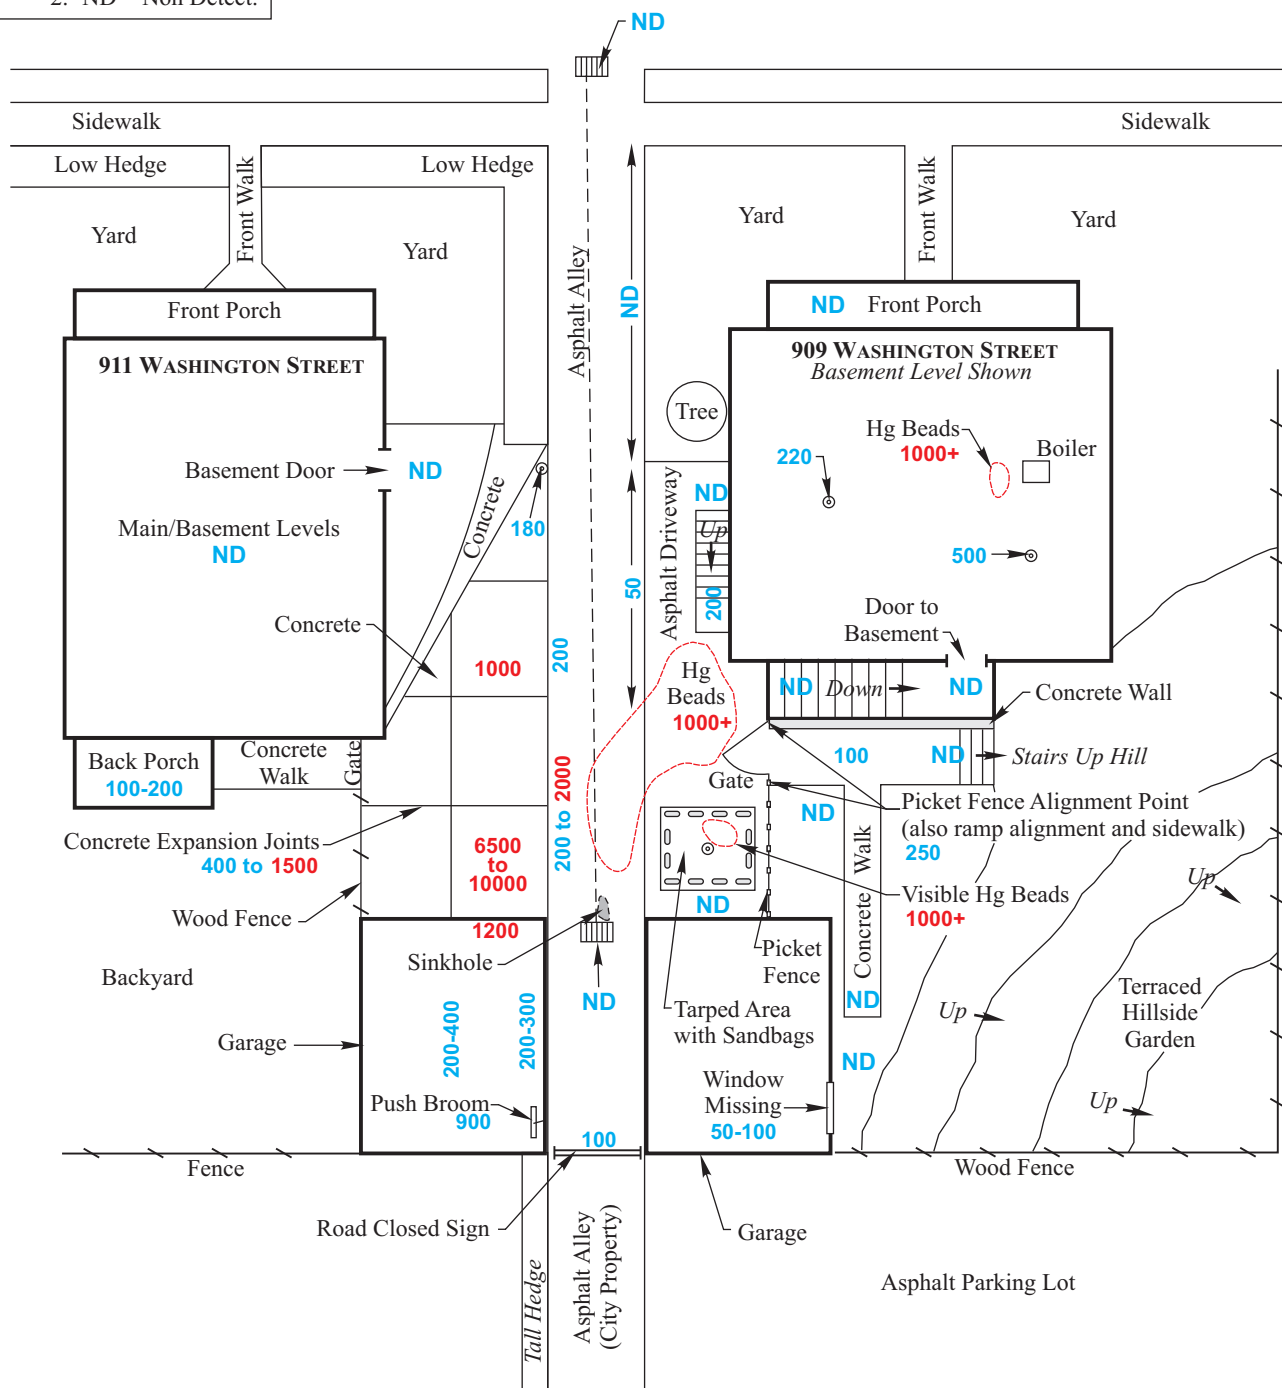 2. ND
Non Detect.
ND
Sidewalk
Sidewalk
Low Hedge
Front Walk
Low Hedge
Yard
Yard
Asphalt Alley
ND
Yard
Front Walk
Yard
Front Porch
ND Front Porch
911 WASHINGTON STREET
909 WASHINGTON STREET
Basement Level Shown
Tree
Hg Beads
1000+
Boiler
220
Basement Door
ND
ND
Concrete
180
Main/Basement Levels
ND
Asphalt Driveway
Up
200
50
500
Concrete
1000
200
Door to
Basement
Hg
Beads
1000+
ND
Down
ND
Concrete Wall
Back Porch
100-200
Concrete
Walk
Gate
Gate
100
ND
Stairs Up Hill
200 to 2000
ND
Picket Fence Alignment Point
(also ramp alignment and sidewalk)
250
Concrete Expansion Joints
400 to 1500
6500
to
10000
Concrete Walk
Visible Hg Beads
1000+
Up
Wood Fence
1200
ND
Sinkhole
Picket
Fence
Backyard
ND
Tarped Area
with Sandbags
ND
Up
Terraced
Hillside
Garden
200-400
200-300
Garage
ND
Push Broom
900
Window
Missing
50-100
Up
100
Fence
Wood Fence
Road Closed Sign
Garage
Tall Hedge
Asphalt Alley
(City Property)
Asphalt Parking Lot